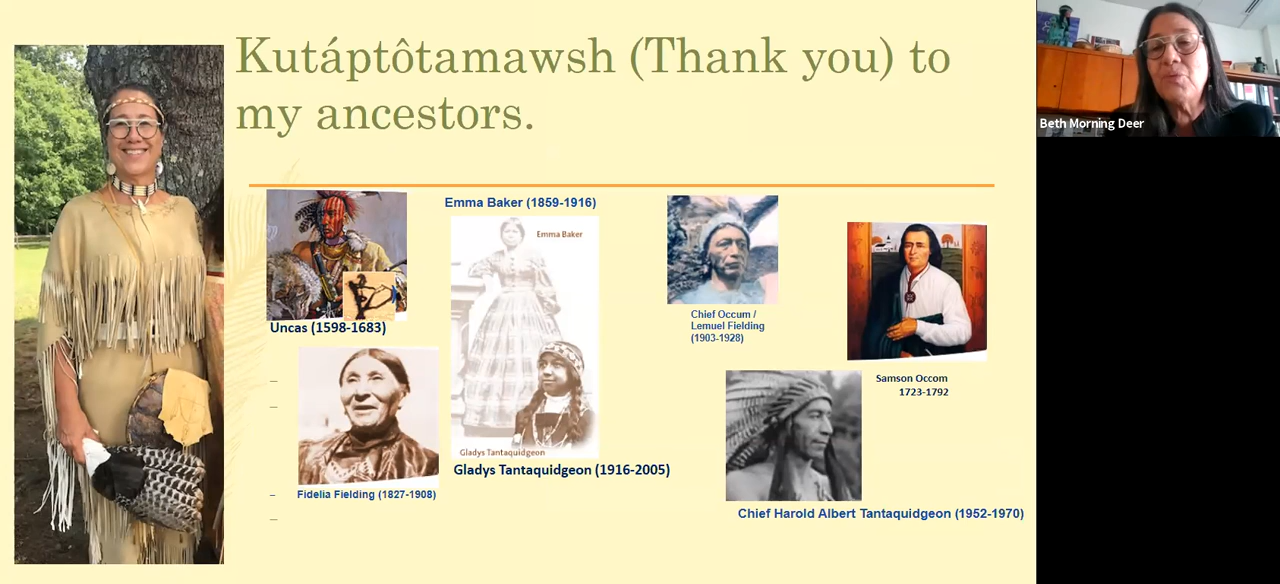 Kutáptôtamawsh (Thank you) to
my ancestors.
Beth Morning Deer
Emma Baker (1859-1916)
Emma Baker
Uncas (1598-1683)
Chief Occum /
Lemuel Fielding
(1903-1928)
Samson Occom
1723-1792
Gladys Tantaquidgeon
Gladys Tantaquidgeon (1916-2005)
Fidelia Fielding (1827-1908)
Chief Harold Albert Tantaquidgeon (1952-1970)